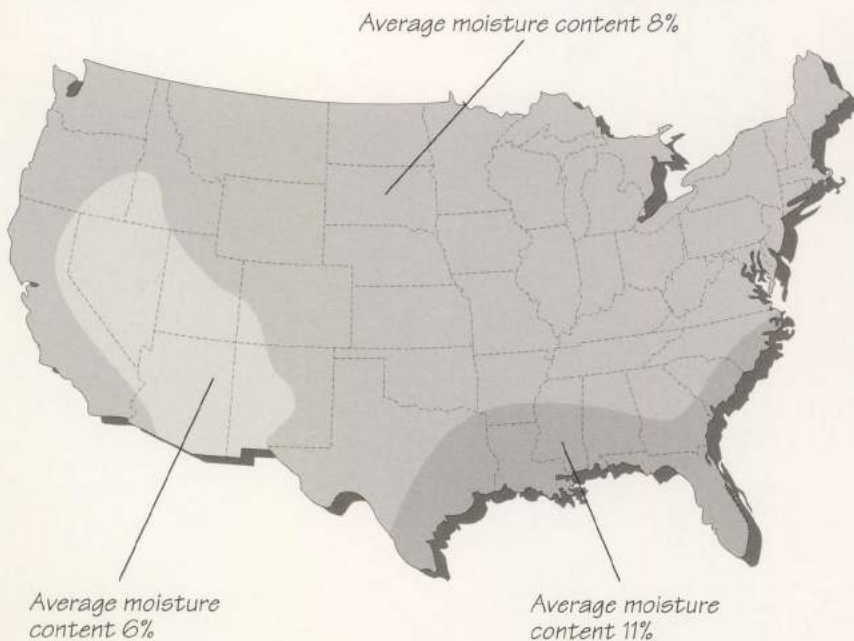 Average moisture content 8%
Average moisture
content 6%
Average moisture
content 11%